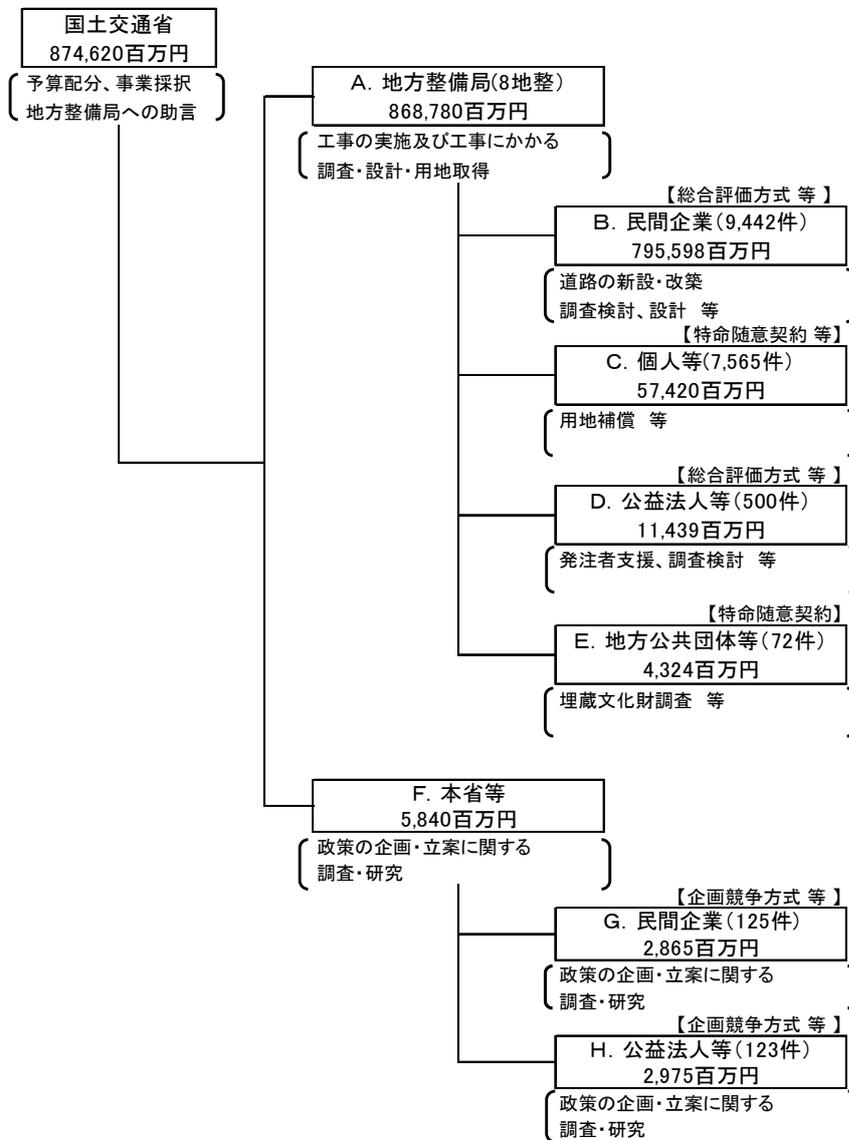 国土交通省
874,620百万円
予算配分、事業採択
地方整備局への助言
A. 地方整備局(8地整)
868,780百万円
工事の実施及び工事にかかる
調査・設計・用地取得
【総合評価方式 等 】
B. 民間企業(9,442件)
795,598百万円
道路の新設・改築
調査検討、設計 等
【特命随意契約 等】
C. 個人等(7,565件)
57,420百万円
用地補償 等
【総合評価方式 等 】
D. 公益法人等(500件)
11,439百万円
発注者支援、調査検討 等
【特命随意契約】
E. 地方公共団体等(72件)
4,324百万円
埋蔵文化財調査 等
F. 本省等
5,840百万円
政策の企画・立案に関する
調査・研究
【企画競争方式 等 】
G. 民間企業(125件)
2,865百万円
政策の企画・立案に関する
調査・研究
【企画競争方式 等 】
H. 公益法人等(123件)
2,975百万円
政策の企画・立案に関する
調査・研究